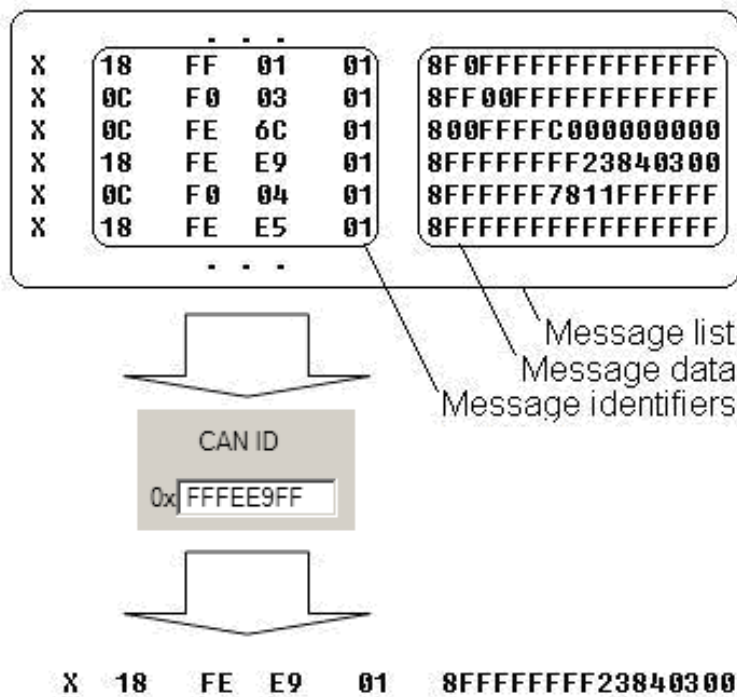 . . .
X 18 FF 01 01 8F0FFFFFFFFFFFFFF
X 0C F0 03 01 8FF00FFFFFFFFFFFF
X 0C FE 6C 01 800FFFFC000000000
X 18 FE E9 01 8FFFFFFFF23840300
X 0C F0 04 01 8FFFFFF7811FFFFFF
X 18 FE E5 01 8FFFFFFFFFFFFFFFF
. . .
Message list
Message data
Message identifiers
CAN ID
0x FFFEE9FF
X 18 FE E9 01 8FFFFFFFF23840300